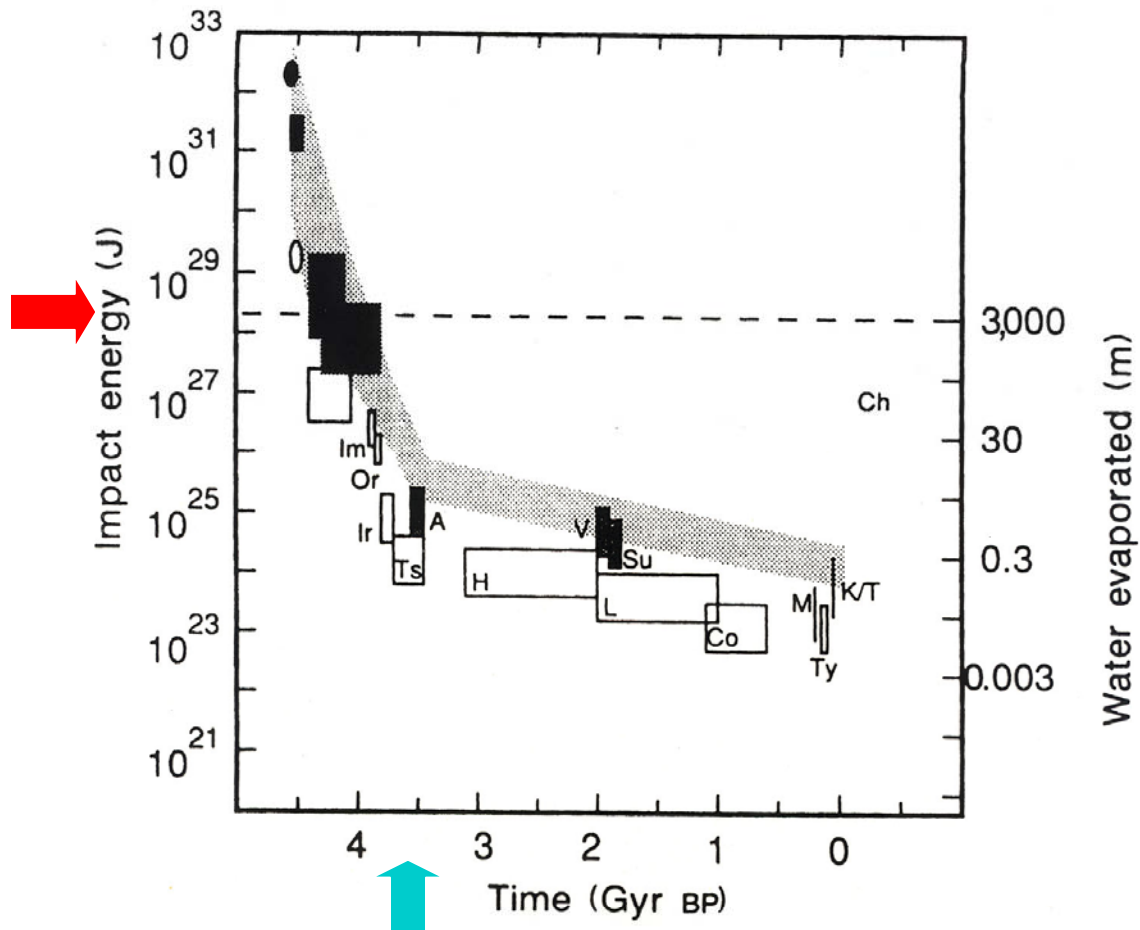 10^33
10^31
10^29
10^27
10^25
10^23
10^21
Impact energy (J)
3,000
30
0.3
0.003
Water evaporated (m)
Ch
Im
Or
Ir
A
Ts
V
Su
H
L
Co
M
K/T
Ty
4 3 2 1 0
Time (Gyr BP)